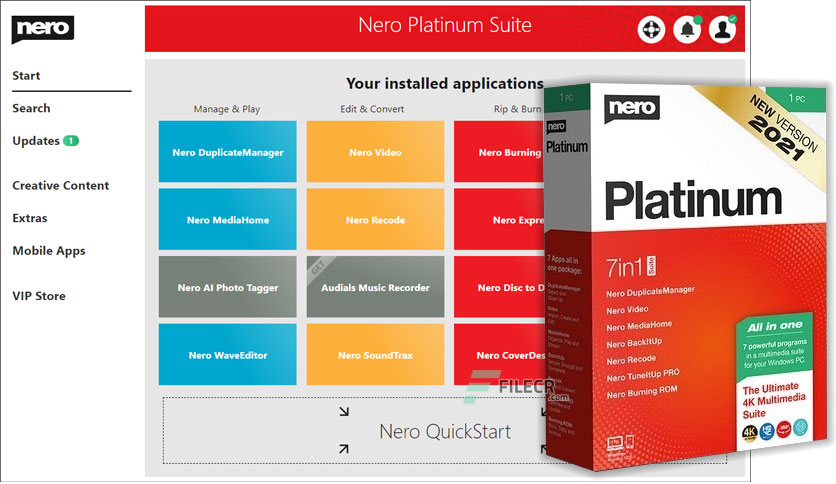 nero
Start
Search
Updates 1
Creative Content
Extras
Mobile Apps
VIP Store
Nero Platinum Suite
Your installed applications
Manage & Play
Edit & Convert
Rip & Burn
Nero DuplicateManager
Nero Video
Nero Burning
Nero MediaHome
Nero Recode
Nero Expre
Nero AI Photo Tagger
GET
Audials Music Recorder
Nero Disc to D
Nero WaveEditor
Nero SoundTrax
Nero CoverDes
FILECR
.com
Nero QuickStart
1 PC
nero
Platinum
7 Apps all in
one package:
DuplicateManager
Video
MediaHome
Burning ROM
1 PC
nero
NEW VERSION
2021
Platinum
7in1
Suite
Nero DuplicateManager
Nero Video
Nero MediaHome
Nero BackItUp
Nero Recode
Nero TuneItUp PRO
Nero Burning ROM
All in one
7 powerful programs
in a multimedia suite
for your Windows PC.
The Ultimate
4K Multimedia
Suite
4K